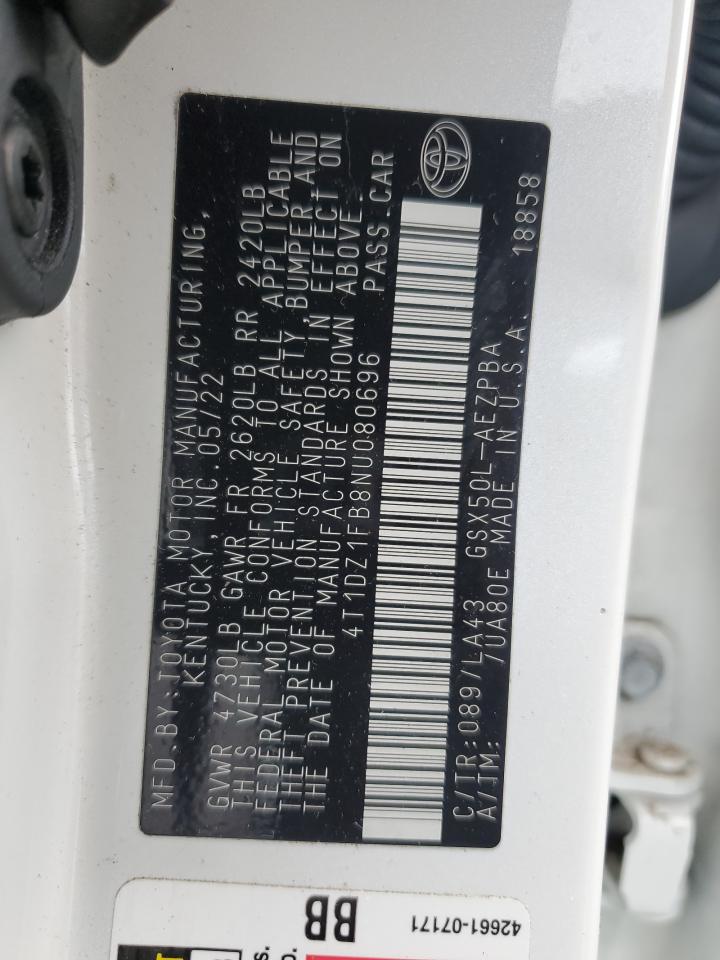 MFD.BY:TOYOTA MOTOR MANUFACTURING,
KENTUCKY, INC. 05/22
GVWR 4730LB GAWR FR 2620LB RR 2420LB
THIS VEHICLE CONFORMS TO ALL APPLICABLE
FEDERAL MOTOR VEHICLE SAFETY, BUMPER, AND
THEFT PREVENTION STANDARDS IN EFFECT ON
THE DATE OF MANUFACTURE SHOWN ABOVE.
4T1DZ1FB8NU080696 PASS.CAR
C/TR:089/LA43 GSX50L-AEZPBA
A/TM: /UA80E MADE IN U.S.A. 18858
42661-07171
BB